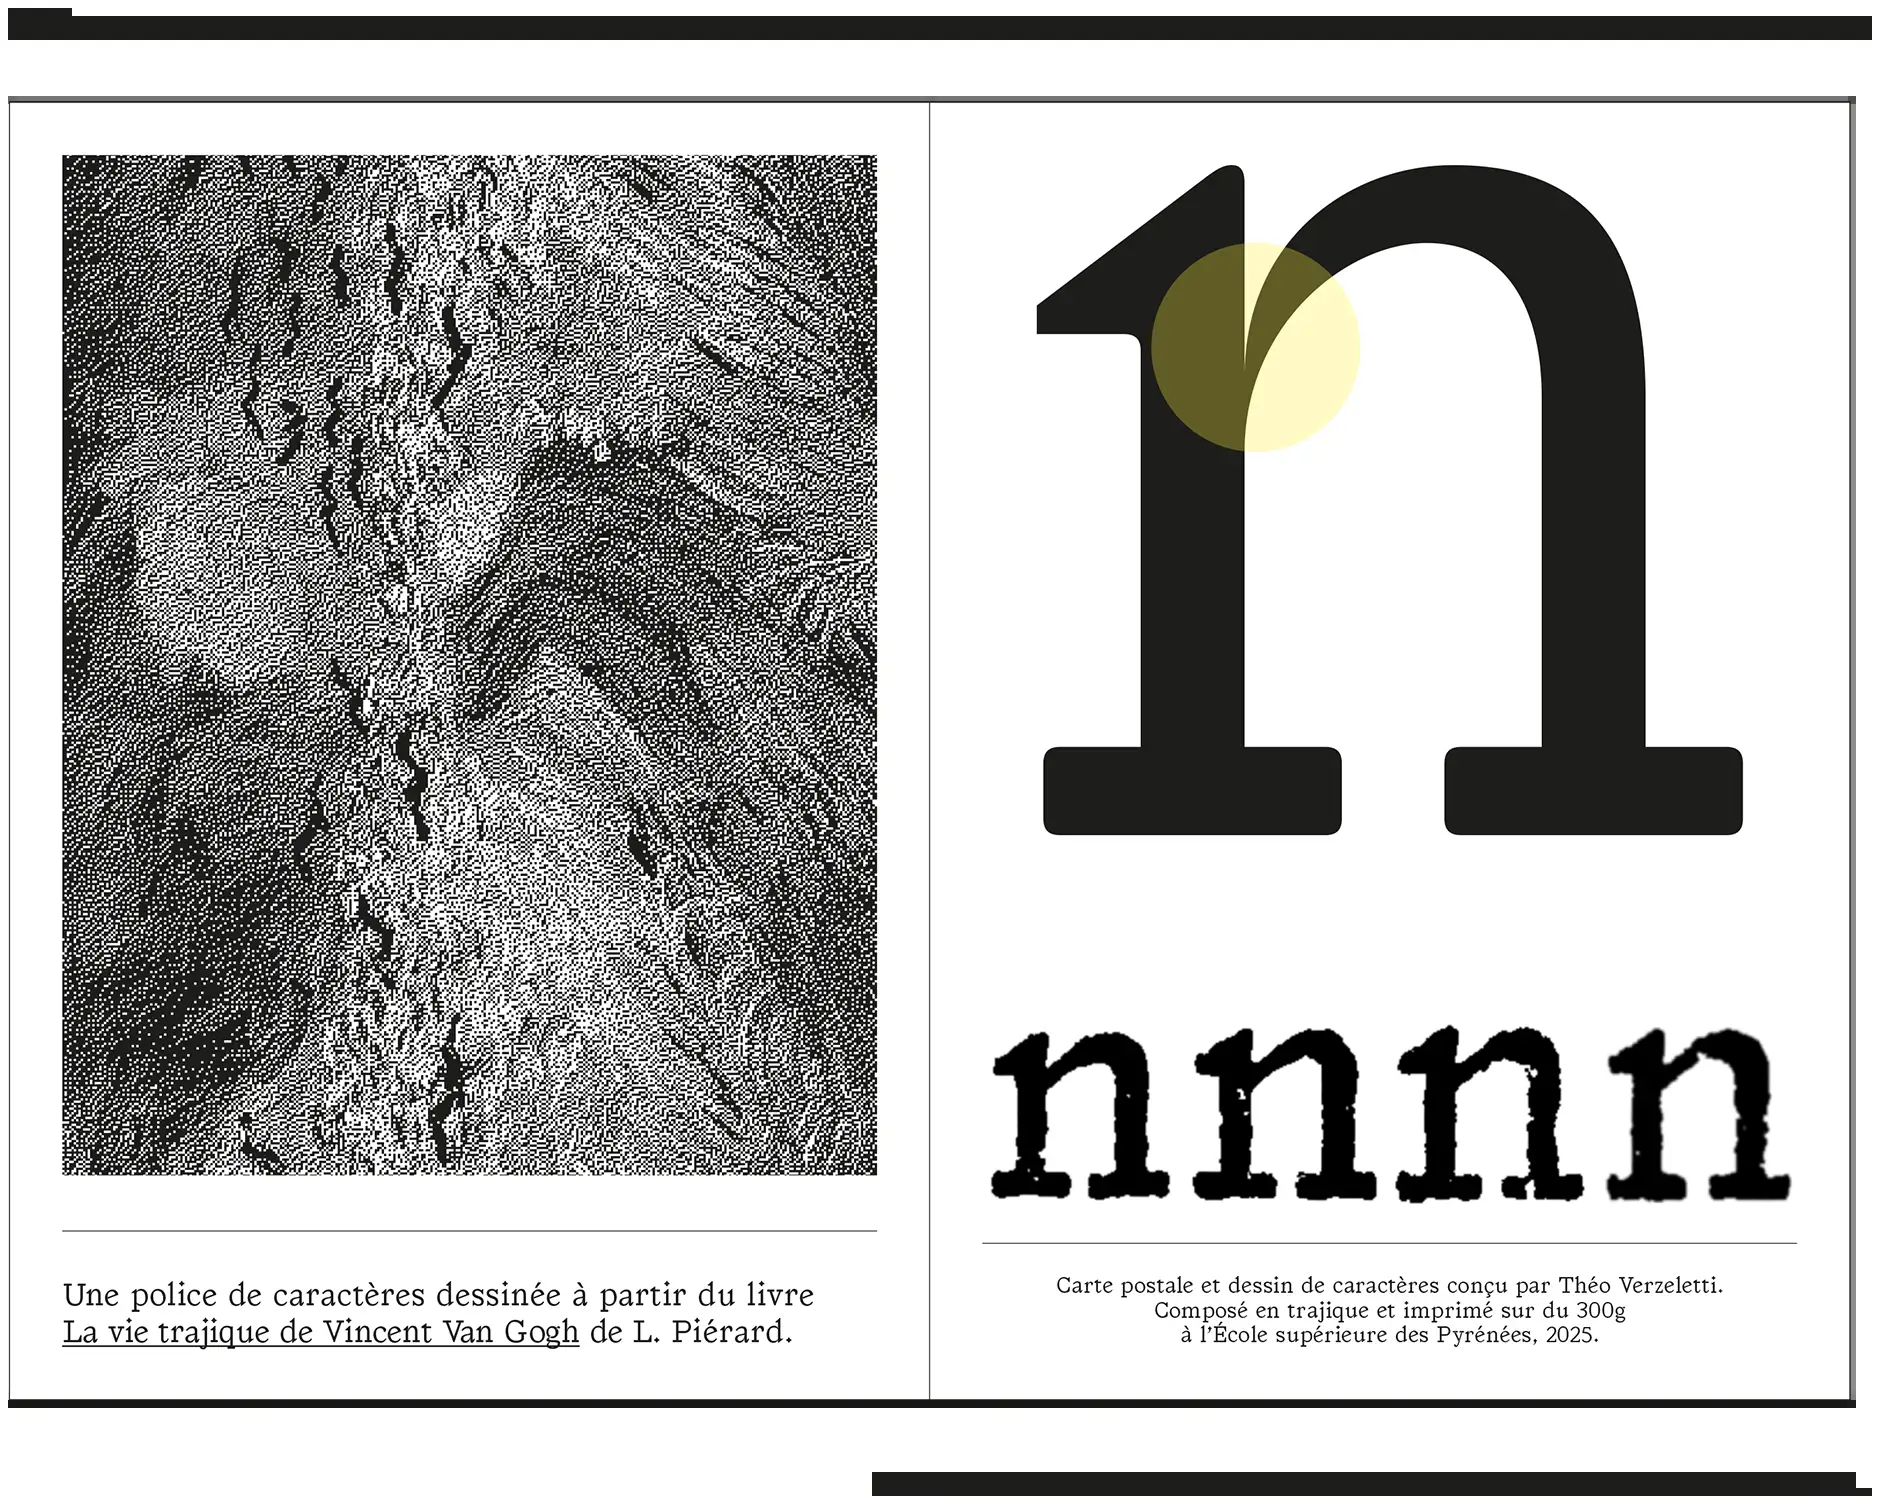 Une police de caractères dessinée à partir du livre
La vie trajique de Vincent Van Gogh de L. Piérard.
n
n n n n
Carte postale et dessin de caractères conçu par Théo Verzeletti.
Composé en trajique et imprimé sur du 300g
à l’École supérieure des Pyrénées, 2025.